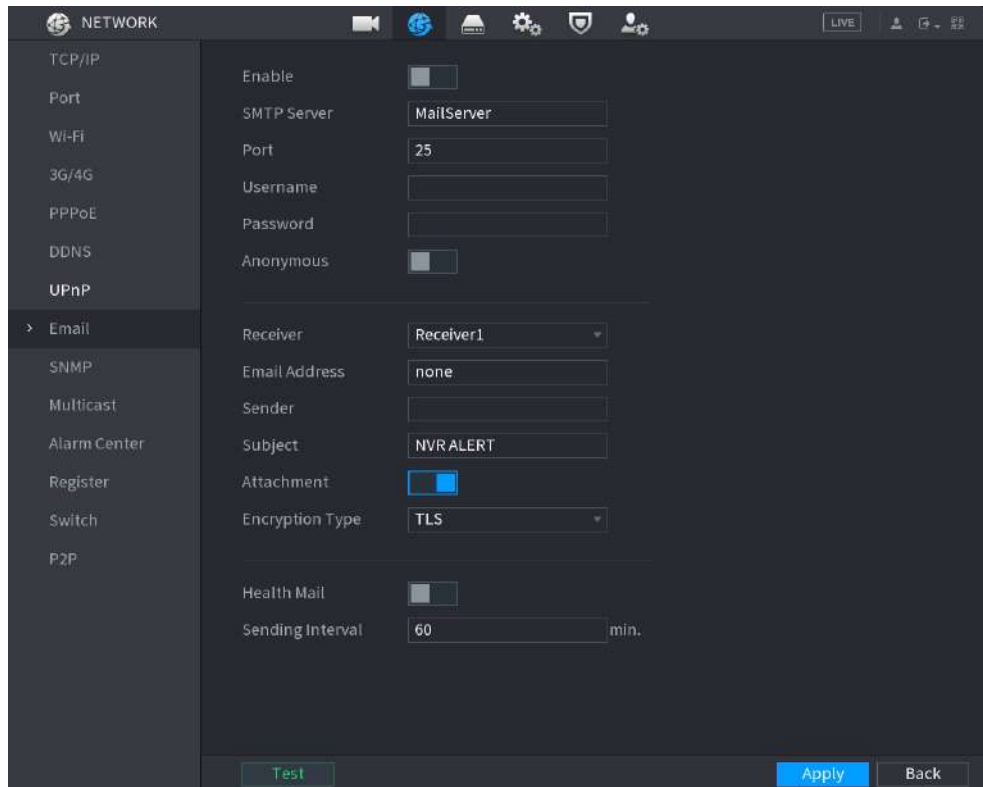 NETWORK
LIVE
TCP/IP
Port
Wi-Fi
3G/4G
PPPoE
DDNS
UPnP
Email
SNMP
Multicast
Alarm Center
Register
Switch
P2P
Enable
SMTP Server MailServer
Port 25
Username
Password
Anonymous
Receiver Receiver1
Email Address none
Sender
Subject NVR ALERT
Attachment
Encryption Type TLS
Health Mail
Sending Interval 60 min.
Test Apply Back